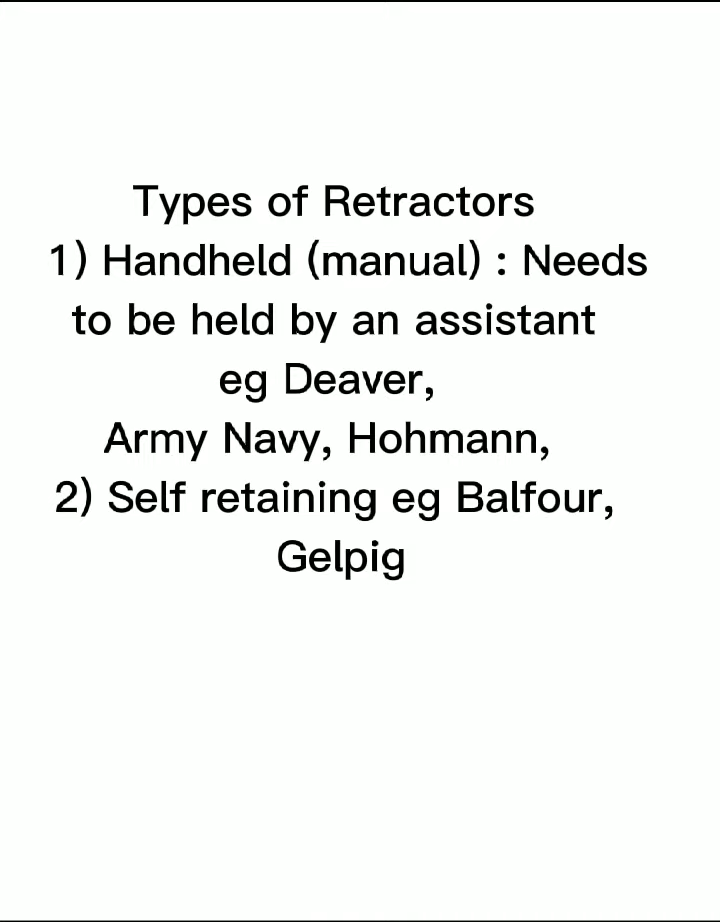 Types of Retractors
1) Handheld (manual) : Needs
to be held by an assistant
eg Deaver,
Army Navy, Hohmann,
2) Self retaining eg Balfour,
Gelpig